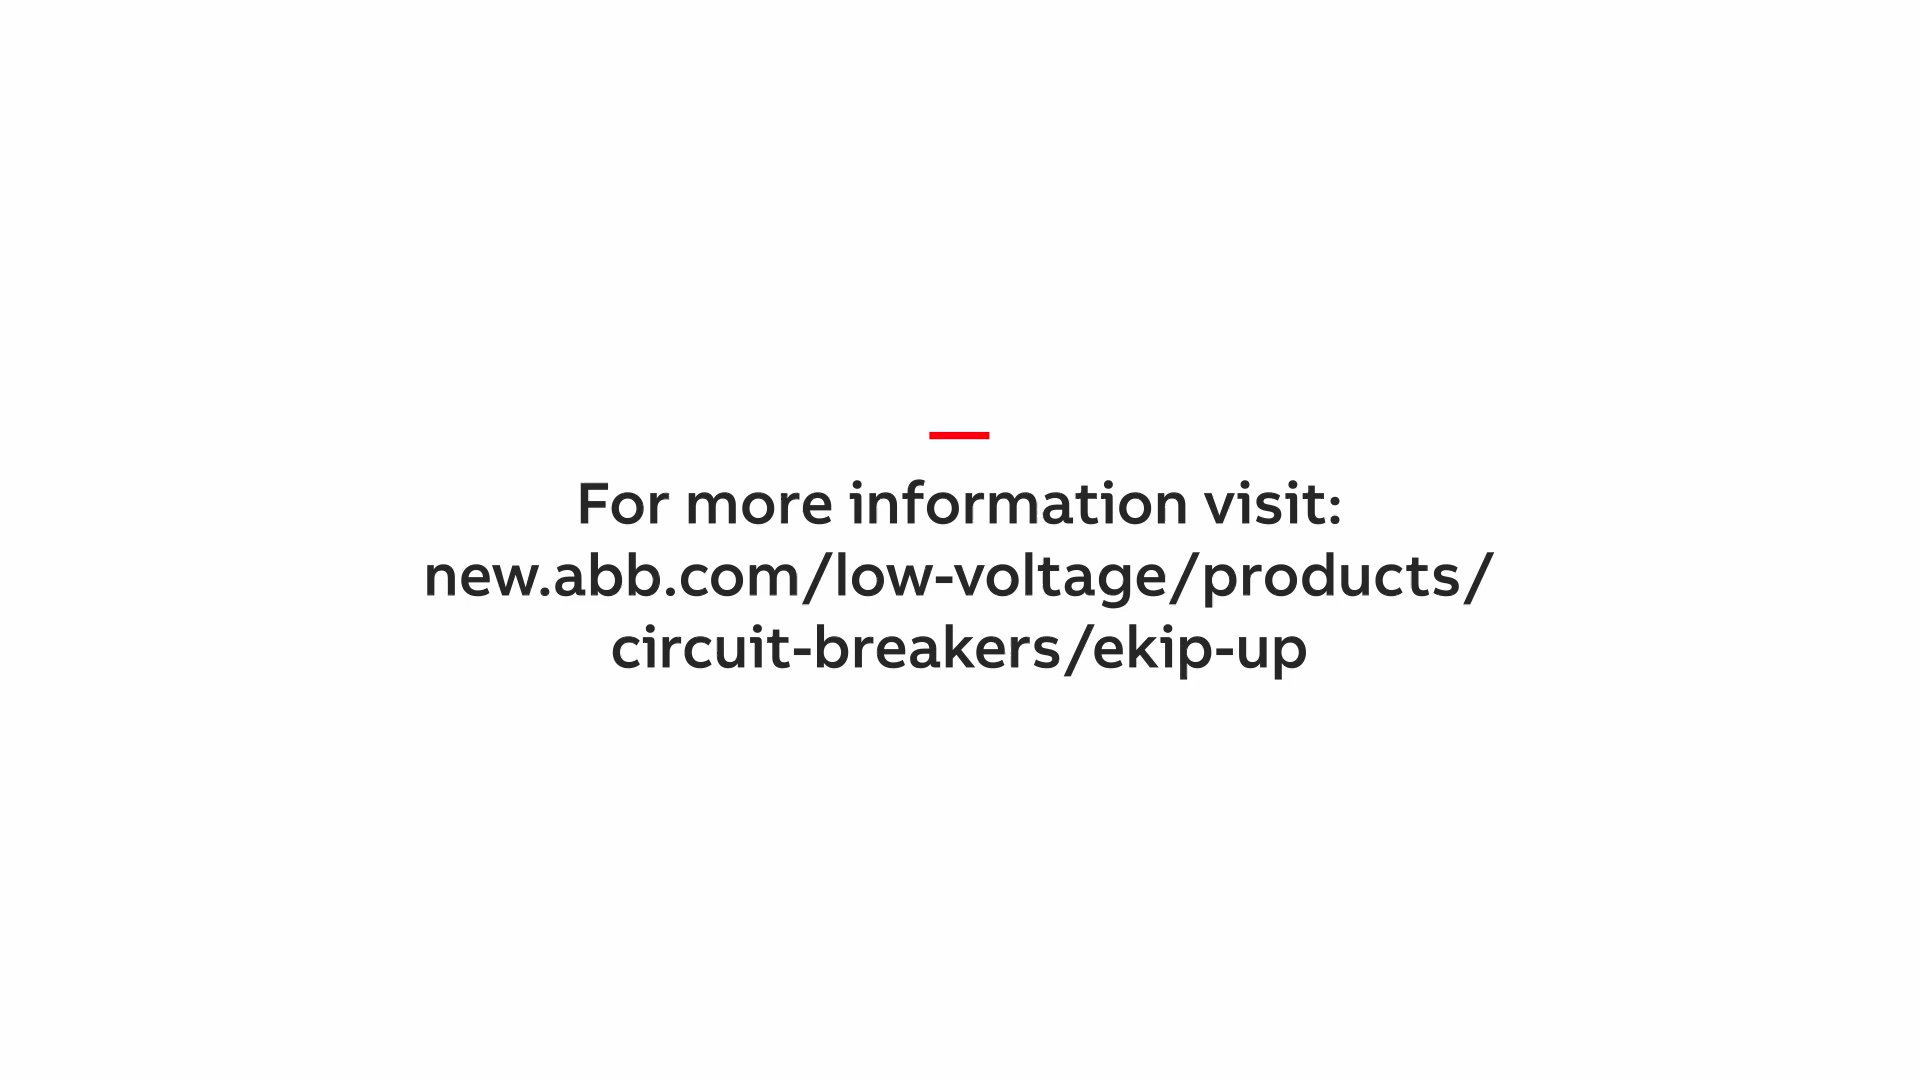 For more information visit:
new.abb.com/low-voltage/products/
circuit-breakers/ekip-up